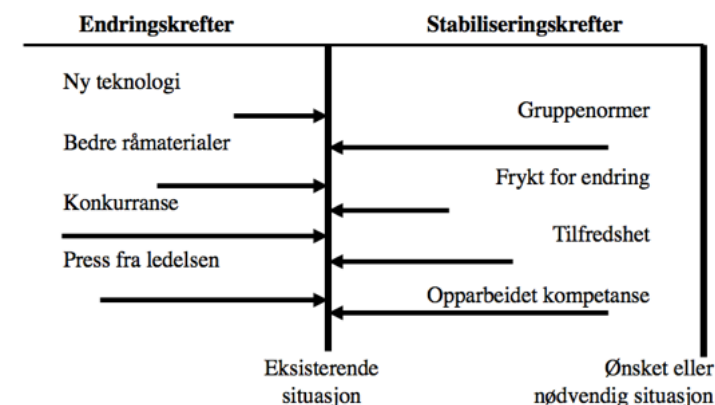 Endringskrefter
Stabiliseringskrefter
Ny teknologi
Gruppenormer
Bedre råmaterialer
Frykt for endring
Konkurranse
Tilfredshet
Press fra ledelsen
Opparbeidet kompetanse
Eksisterende
situasjon
Ønsket eller
nødvendig situasjon